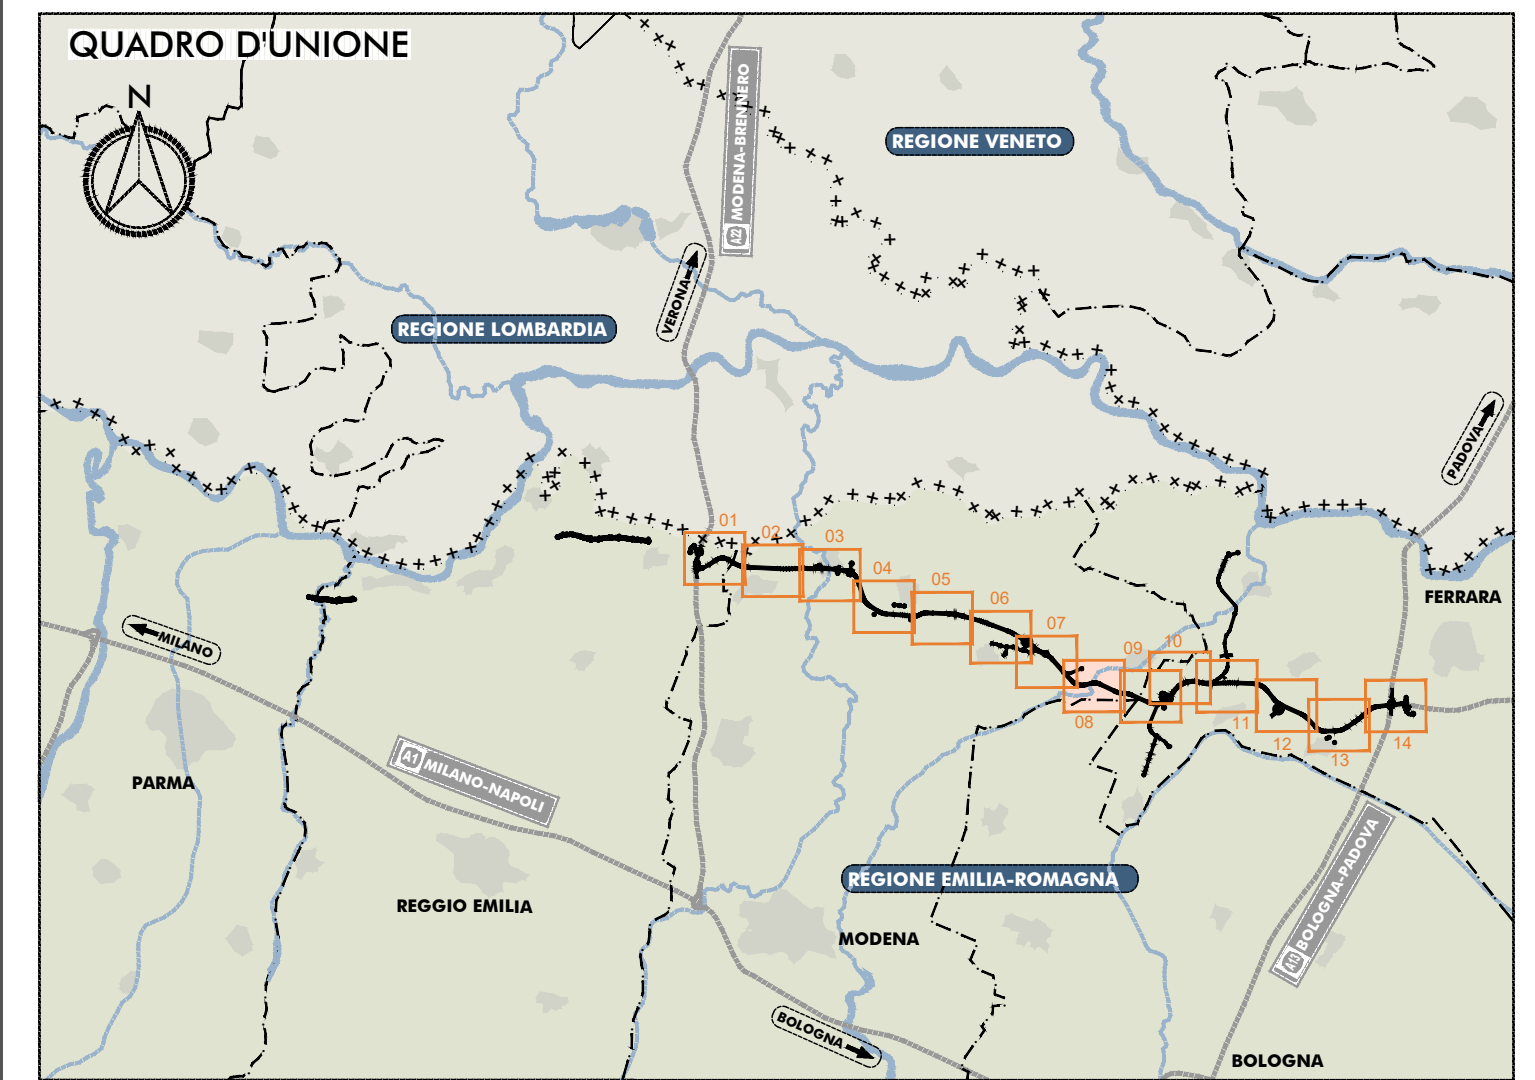 QUADRO D'UNIONE
N
A22 MODENA-BRENNERO
REGIONE VENETO
VERONA
REGIONE LOMBARDIA
PADOVA
01
02
03
04
05
06
07
08
09
10
11
12
13
14
FERRARA
MILANO
PARMA
A1 MILANO-NAPOLI
REGGIO EMILIA
REGIONE EMILIA-ROMAGNA
MODENA
A13 BOLOGNA-PADOVA
BOLOGNA
BOLOGNA